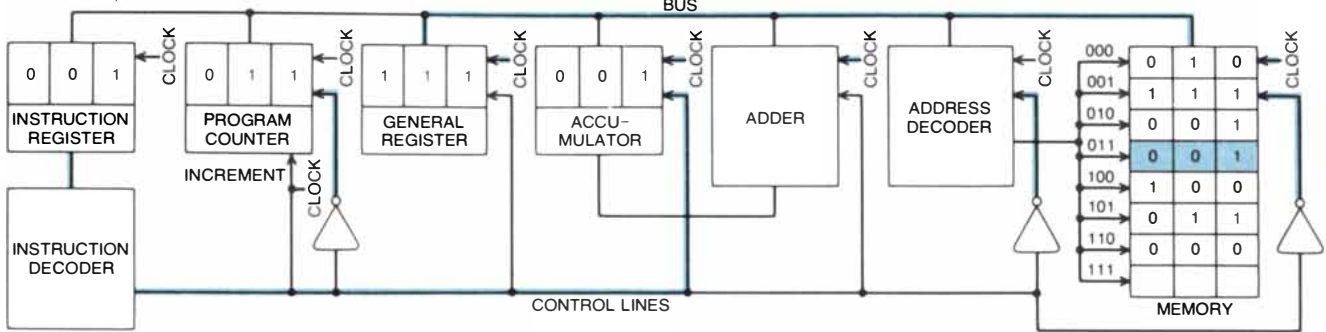 BUS
0 0 1
CLOCK
INSTRUCTION
REGISTER
0 1 1
CLOCK
PROGRAM
COUNTER
INCREMENT
CLOCK
1 1 1
CLOCK
GENERAL
REGISTER
0 0 1
CLOCK
ACCU-
MULATOR
CLOCK
ADDER
CLOCK
ADDRESS
DECODER
CLOCK
000 0 1 0
001 1 1 1
010 0 0 1
011 0 0 1
100 1 0 0
101 0 1 1
110 0 0 0
111
MEMORY
INSTRUCTION
DECODER
CONTROL LINES